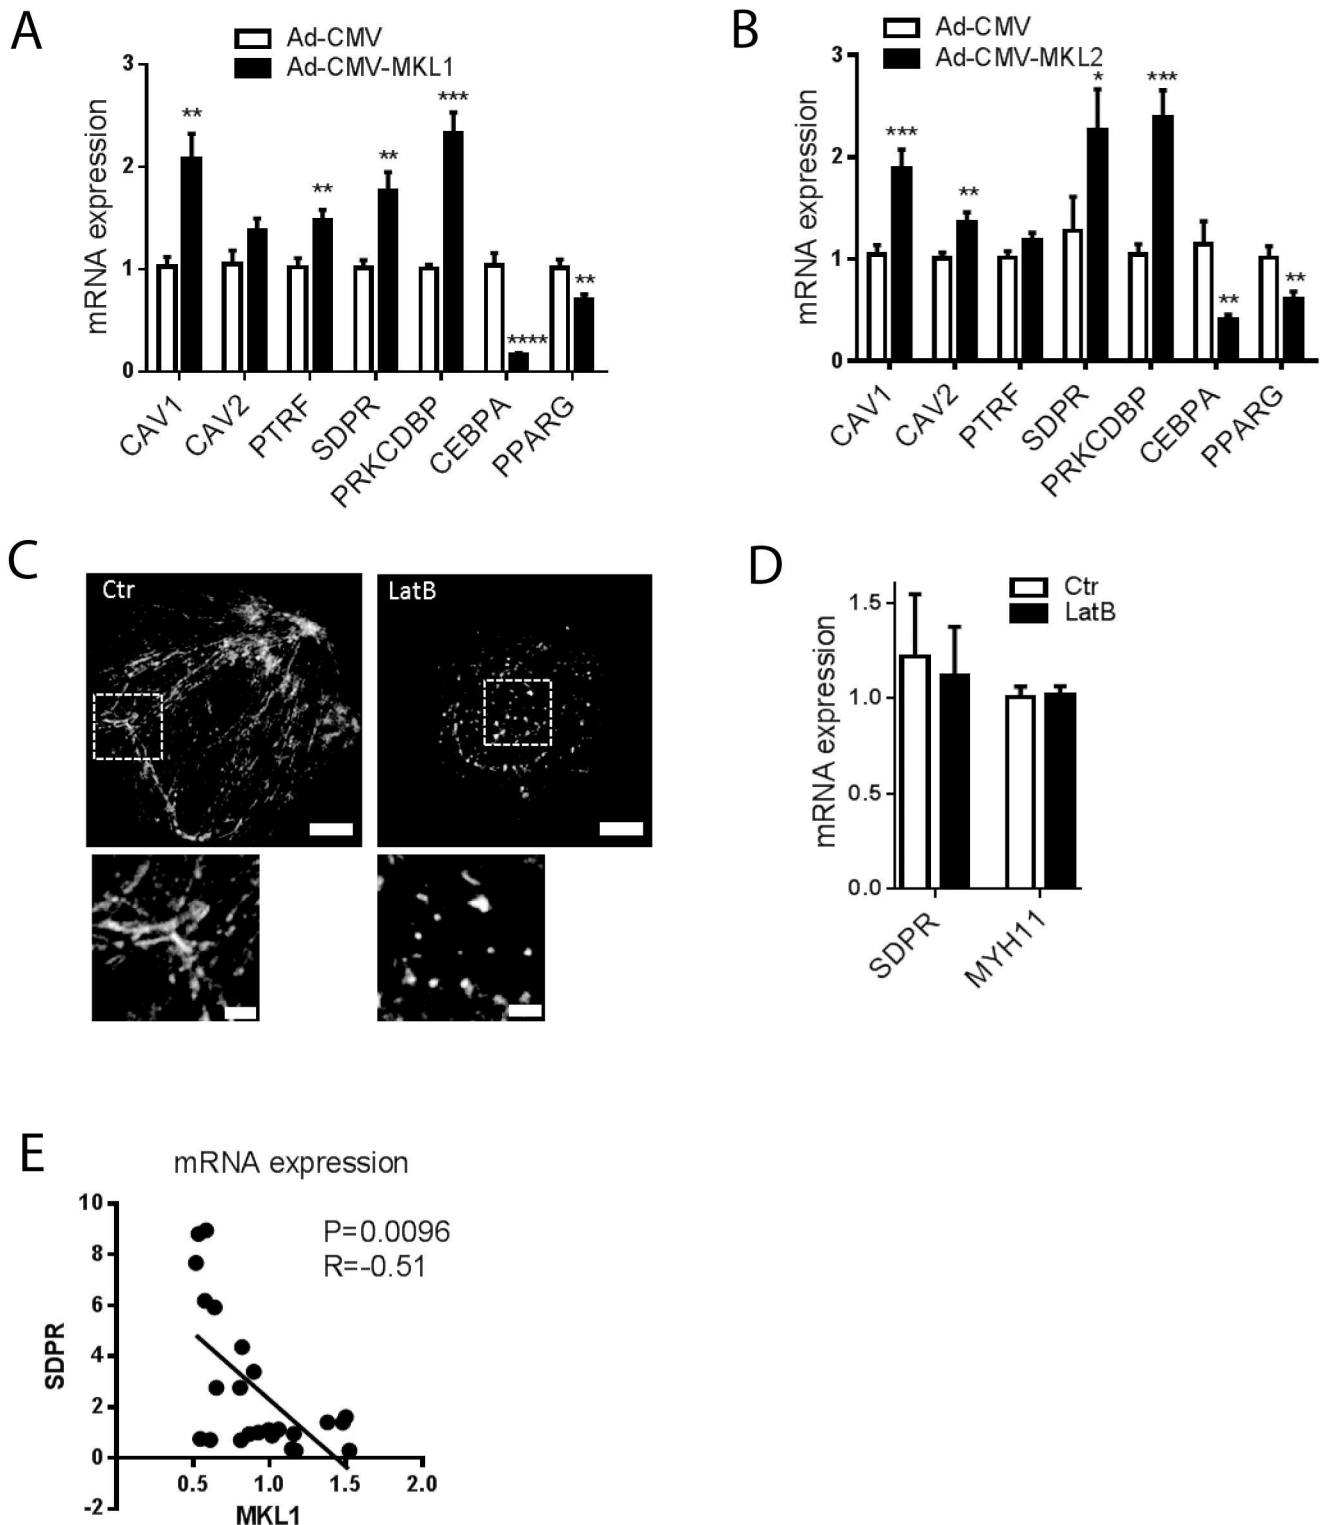 A
Ad-CMV
Ad-CMV-MKL1
mRNA expression
3
2
1
0
**
**
**
***
****
**
CAV1
CAV2
PTRF
SDPR
PRKCDBP
CEBPA
PPARG
B
Ad-CMV
Ad-CMV-MKL2
mRNA expression
3
2
1
0
***
**
*
***
**
**
CAV1
CAV2
PTRF
SDPR
PRKCDBP
CEBPA
PPARG
C
Ctr
LatB
D
Ctr
LatB
mRNA expression
1.5
1.0
0.5
0.0
SDPR
MYH11
E
mRNA expression
P=0.0096
R=-0.51
SDPR
10
8
6
4
2
0
-2
0.5
1.0
1.5
2.0
MKL1